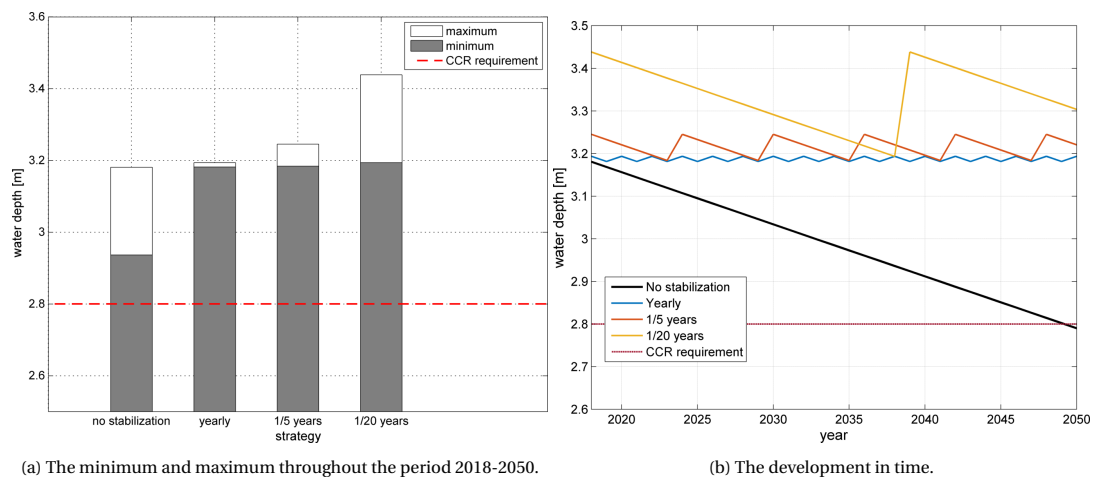 3.6
3.4
3.2
3
2.8
2.6
water depth [m]
maximum
minimum
CCR requirement
no stabilization
yearly
1/5 years
1/20 years
strategy
(a) The minimum and maximum throughout the period 2018-2050.
3.5
3.4
3.3
3.2
3.1
3
2.9
2.8
2.7
2.6
water depth [m]
No stabilization
Yearly
1/5 years
1/20 years
CCR requirement
2020
2025
2030
2035
2040
2045
2050
year
(b) The development in time.